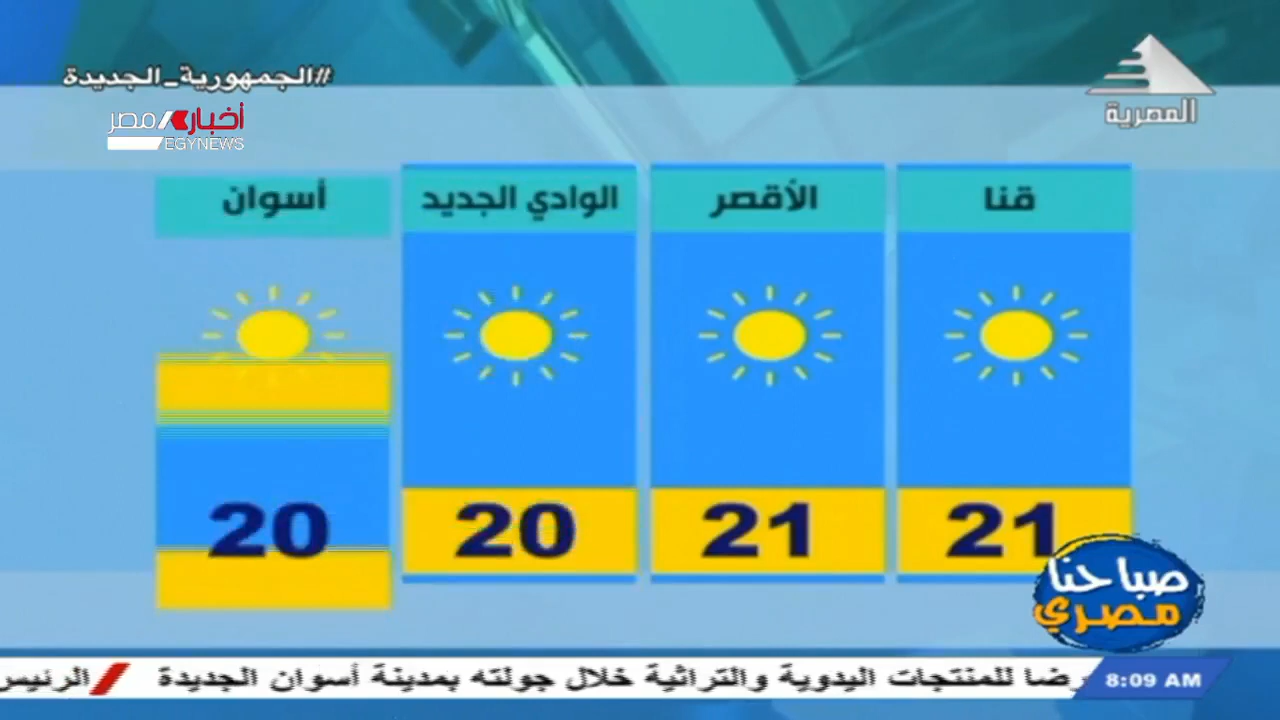 #الجمهورية_الجديدة
المصرية
أخبار مصر
EGYNEWS
قنا
الأقصر
الوادي الجديد
أسوان
21
21
20
20
صباحنا
مصري
8:09 AM
رضا للمنتجات اليدوية والتراثية خلال جولته بمدينة أسوان الجديدة
الرئيس